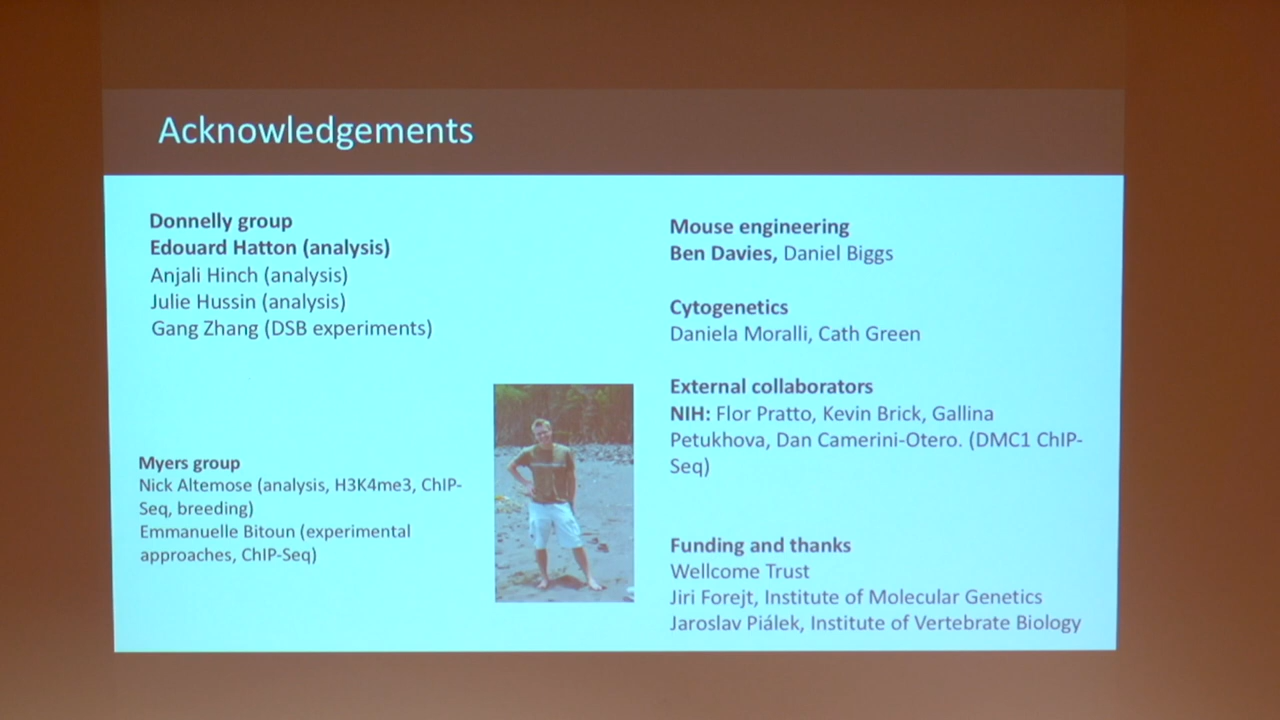 Acknowledgements
Donnelly group
Edouard Hatton (analysis)
Anjali Hinch (analysis)
Julie Hussin (analysis)
Gang Zhang (DSB experiments)
Myers group
Nick Altemose (analysis, H3K4me3, ChIP-
Seq, breeding)
Emmanuelle Bitoun (experimental
approaches, ChIP-Seq)
Mouse engineering
Ben Davies, Daniel Biggs
Cytogenetics
Daniela Moralli, Cath Green
External collaborators
NIH: Flor Pratto, Kevin Brick, Gallina
Petukhova, Dan Camerini-Otero. (DMC1 ChIP-
Seq)
Funding and thanks
Wellcome Trust
Jiri Forejt, Institute of Molecular Genetics
Jaroslav Piálek, Institute of Vertebrate Biology